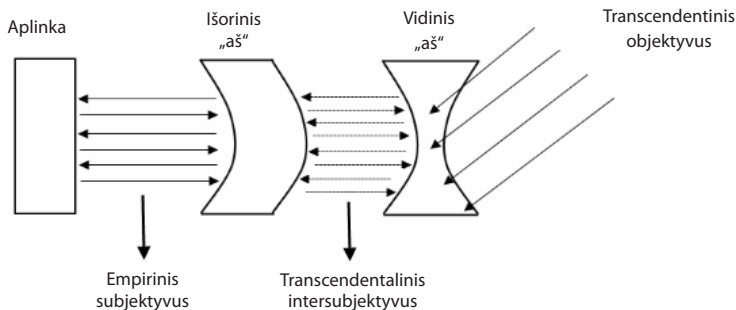 Aplinka
Išorinis
„aš“
Vidinis
„aš“
Transcendentinis
objektyvus
Empirinis
subjektyvus
Transcendentalinis
intersubjektyvus